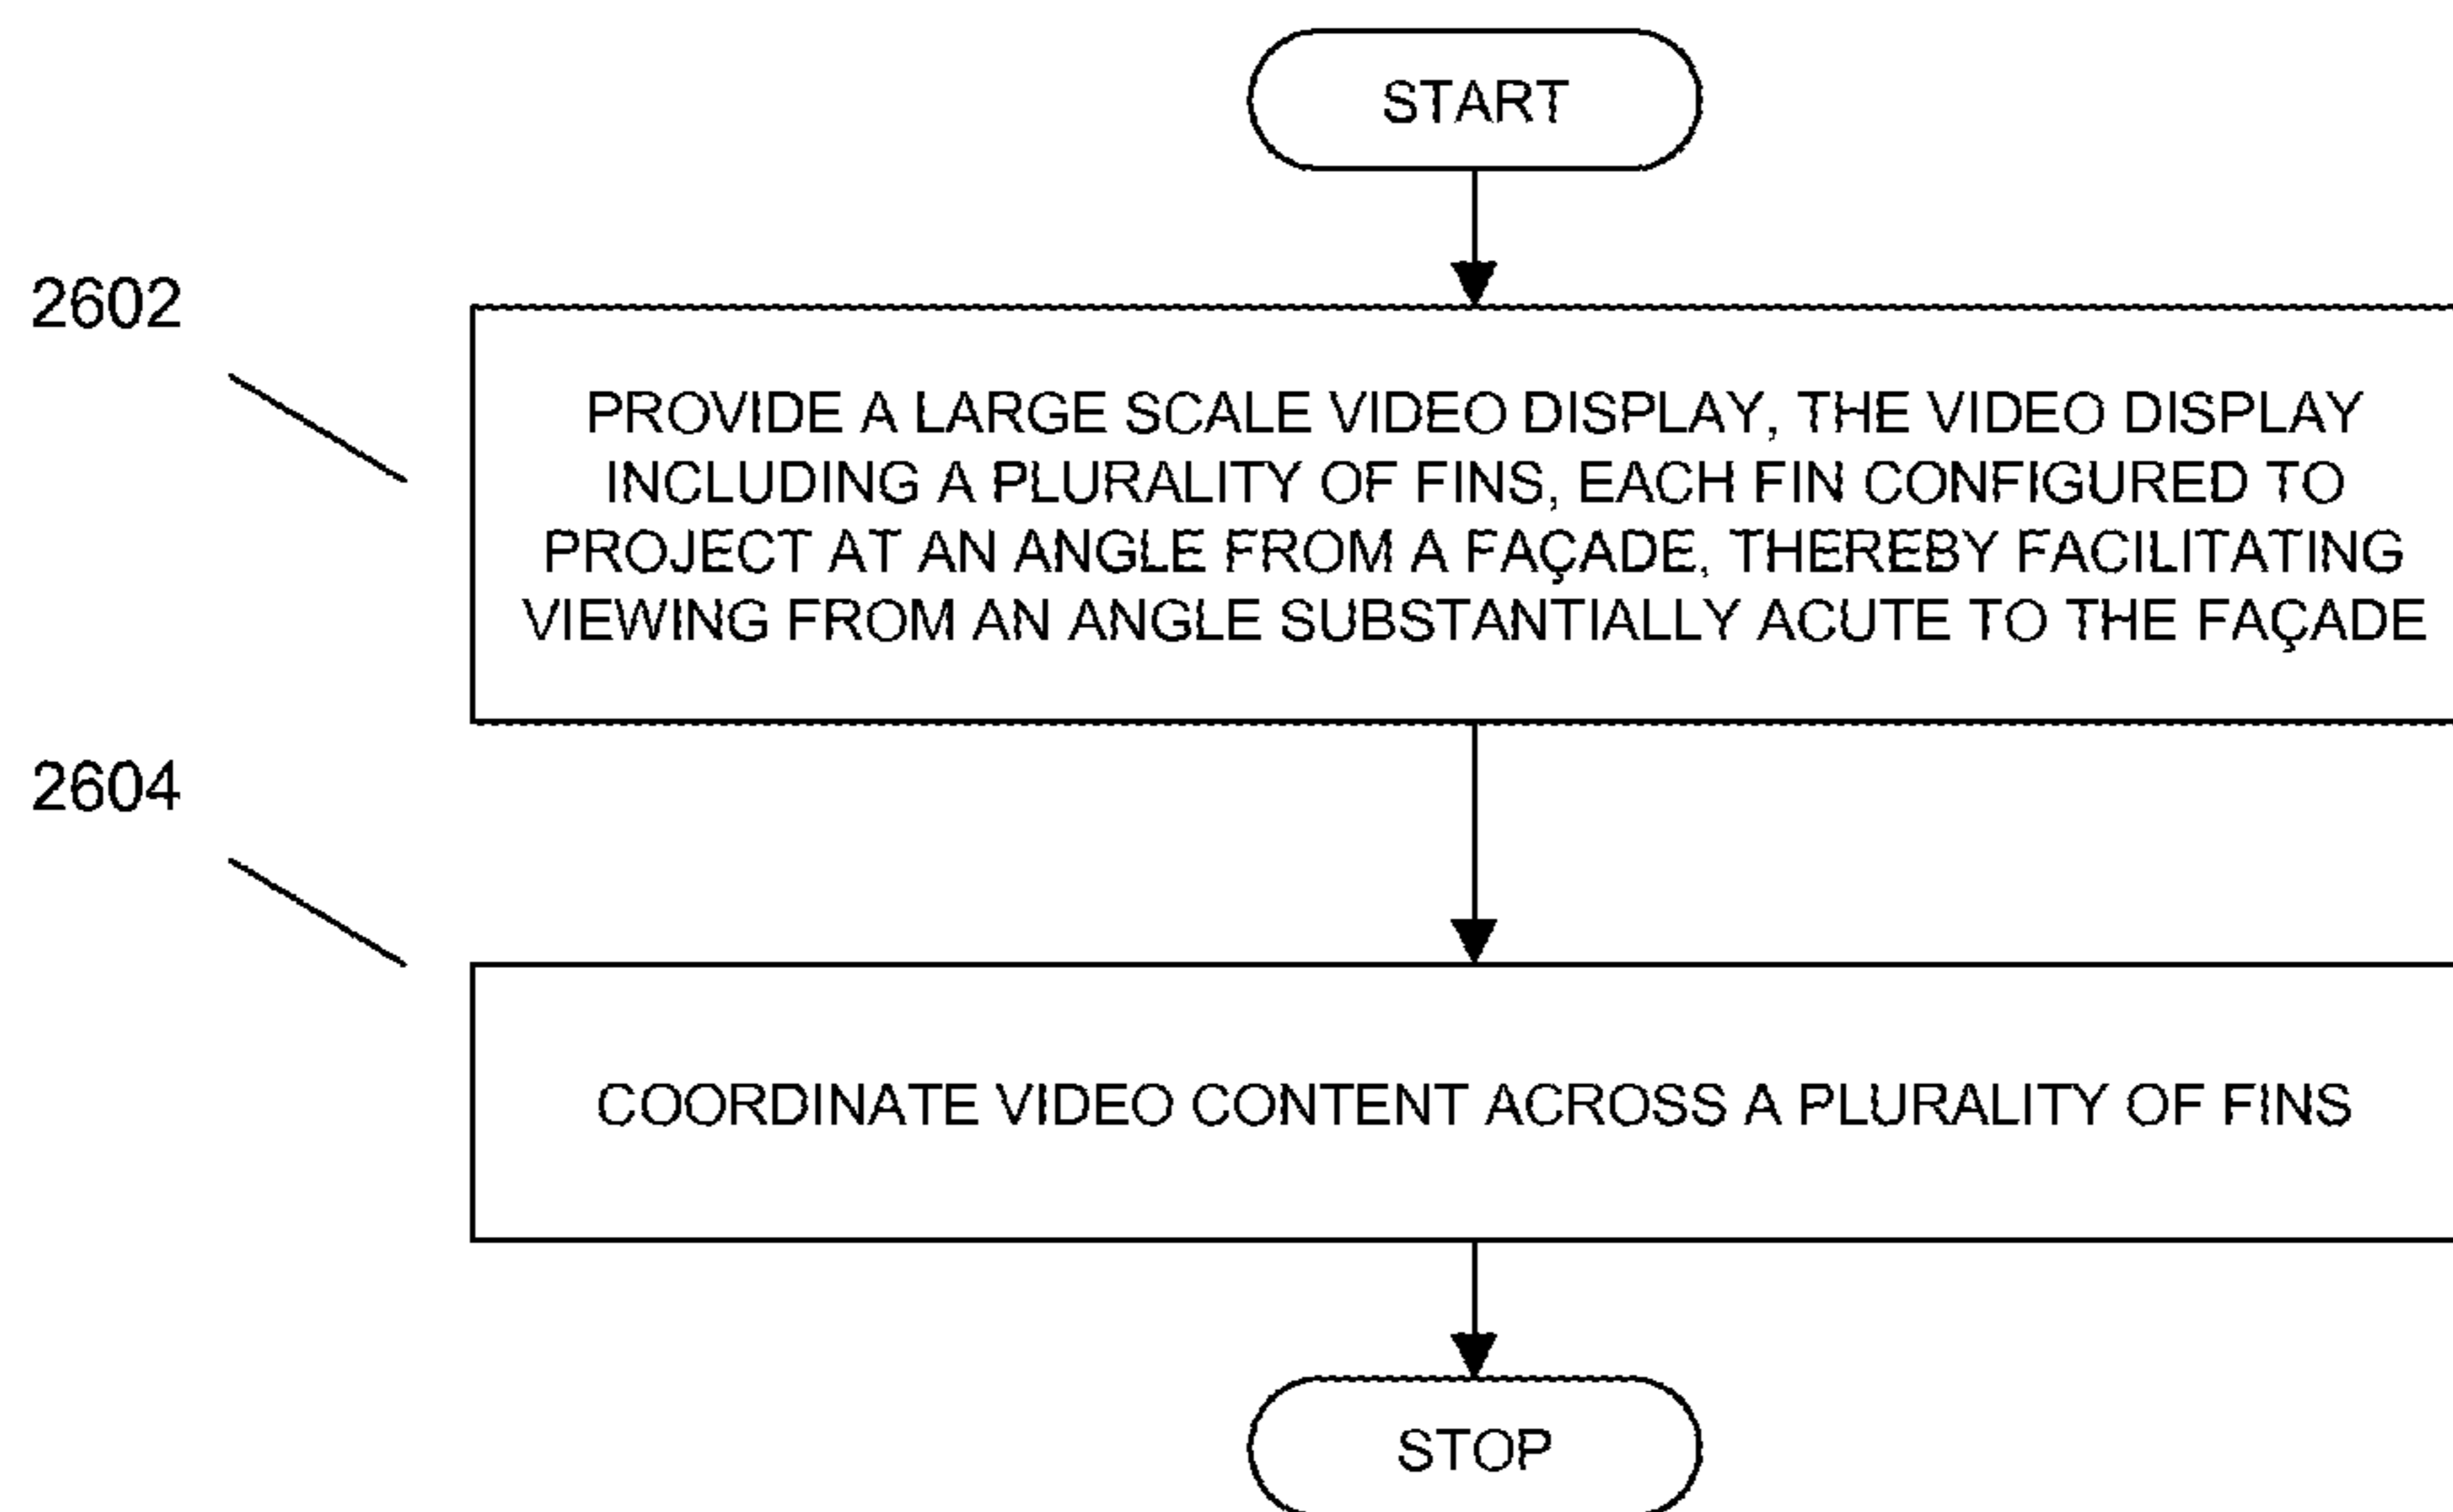 START
2602
PROVIDE A LARGE SCALE VIDEO DISPLAY, THE VIDEO DISPLAY
INCLUDING A PLURALITY OF FINS, EACH FIN CONFIGURED TO
PROJECT AT AN ANGLE FROM A FAÇADE, THEREBY FACILITATING
VIEWING FROM AN ANGLE SUBSTANTIALLY ACUTE TO THE FAÇADE
2604
COORDINATE VIDEO CONTENT ACROSS A PLURALITY OF FINS
STOP